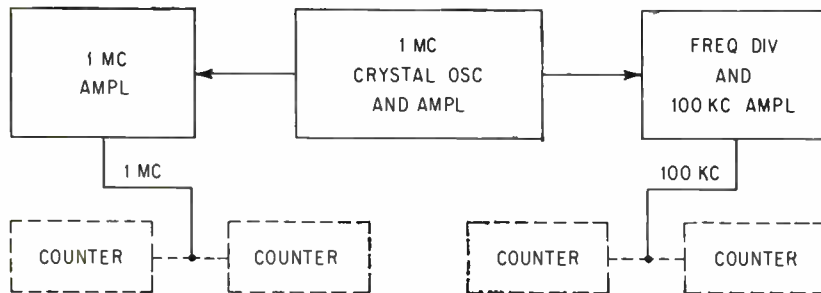 1 MC
AMPL
1 MC
CRYSTAL OSC
AND AMPL
FREQ DIV
AND
100 KC AMPL
1 MC
100 KC
COUNTER
COUNTER
COUNTER
COUNTER